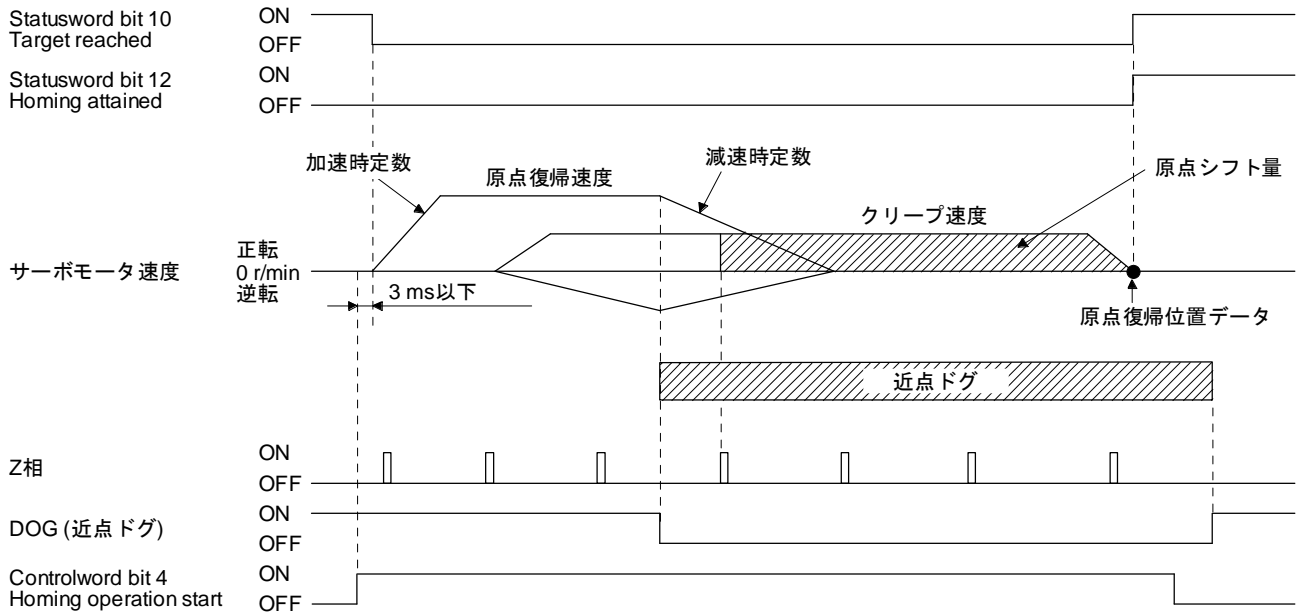 Statusword bit 10
Target reached
ON
OFF
Statusword bit 12
Homing attained
ON
OFF
加速時定数
原点復帰速度
減速時定数
クリープ速度
原点シフト量
サーボモータ速度
正転
0 r/min
逆転
3 ms以下
原点復帰位置データ
近点ドグ
Z相
ON
OFF
DOG (近点ドグ)
ON
OFF
Controlword bit 4
Homing operation start
ON
OFF